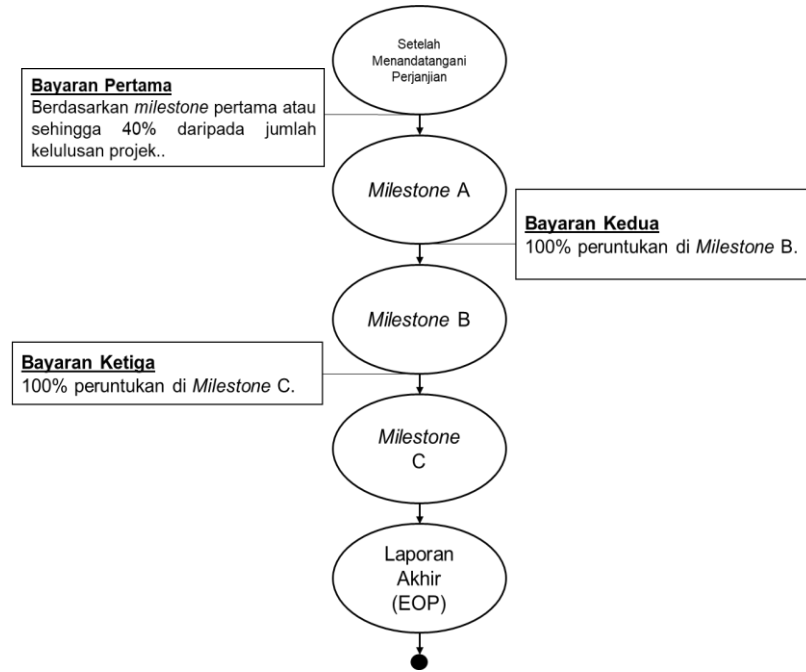 Setelah
Menandatangani
Perjanjian
Bayaran Pertama
Berdasarkan milestone pertama atau
sehingga 40% daripada jumlah
kelulusan projek..
Milestone A
Bayaran Kedua
100% peruntukan di Milestone B.
Milestone B
Bayaran Ketiga
100% peruntukan di Milestone C.
Milestone
C
Laporan
Akhir
(EOP)